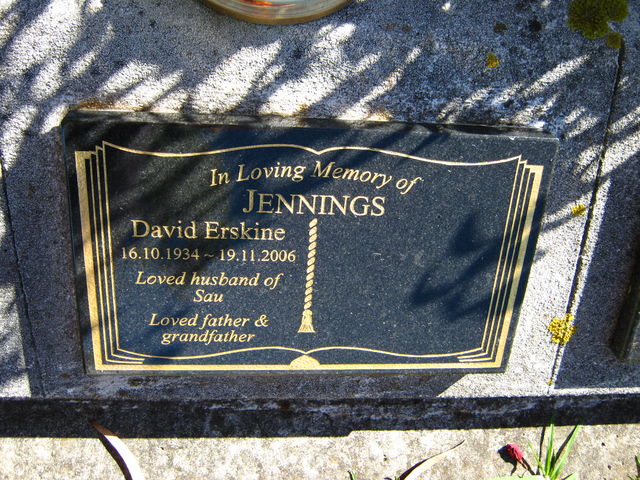 In Loving Memory of
JENNINGS
David Erskine
16.10.1934 ~ 19.11.2006
Loved husband of
Sau
Loved father &
grandfather